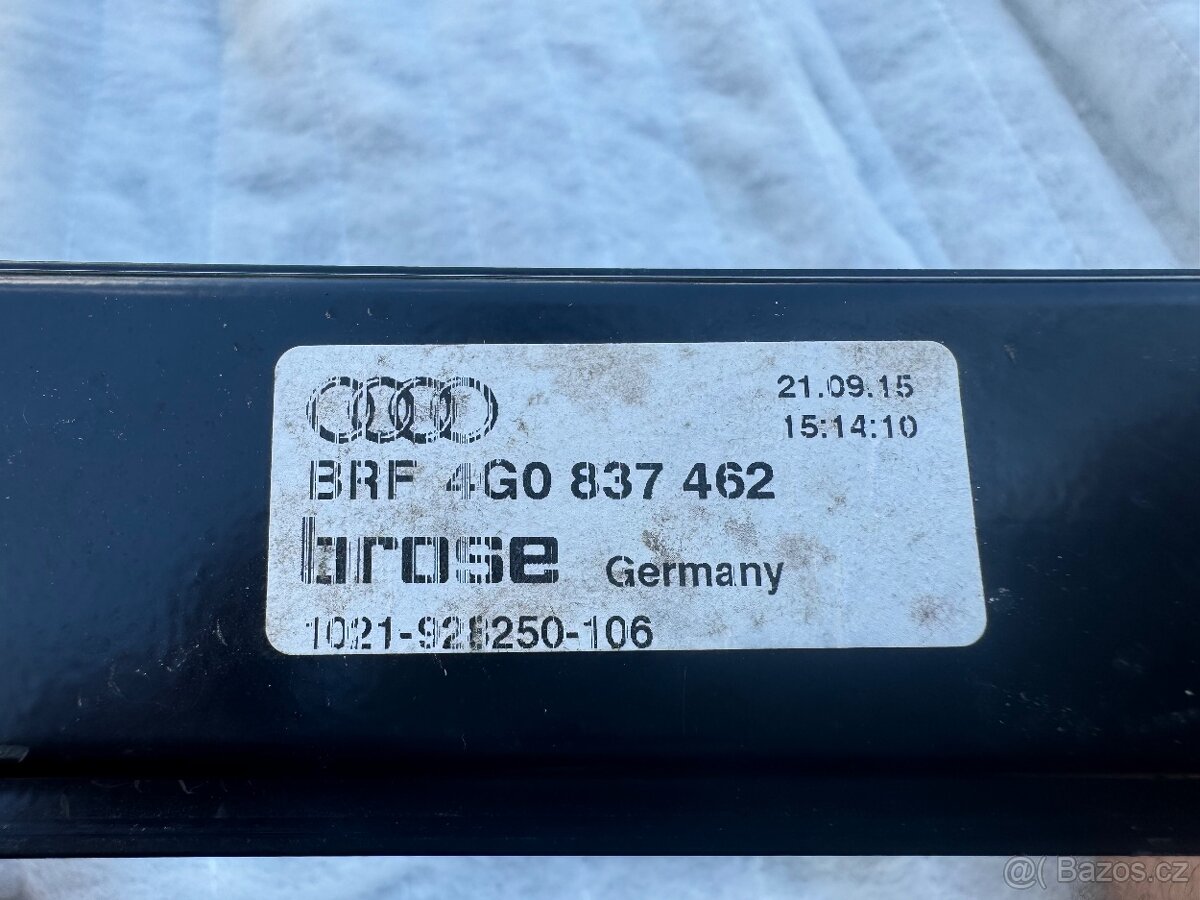 21.09.15
15:14:10
BRF 4G0 837 462
brose Germany
1021-928250-106
@( Bazos.cz